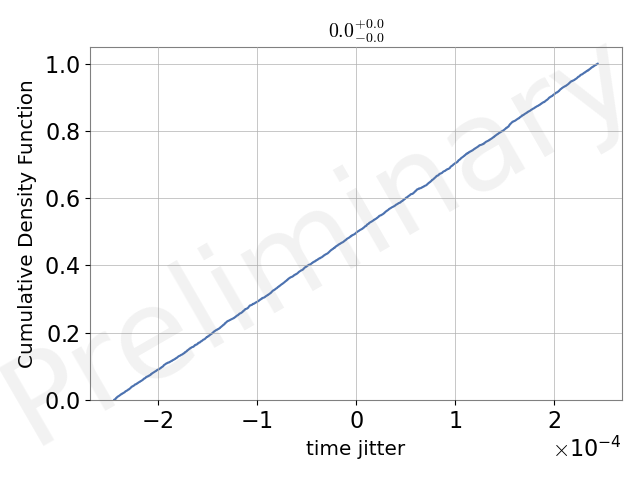 0.0^{+0.0}_{-0.0}
1.0
0.8
0.6
0.4
0.2
0.0
Cumulative Density Function
Preliminary
−2 −1 0 1 2
time jitter
×10⁻⁴